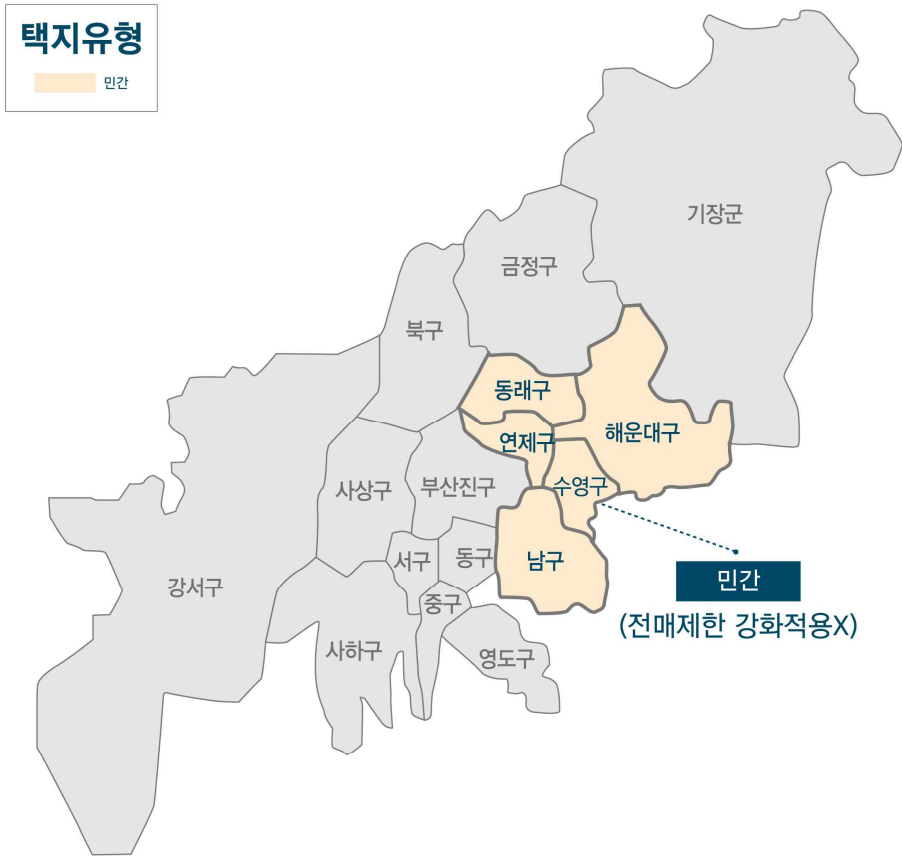 택지유형
민간
기장군
금정구
북구
동래구
해운대구
연제구
수영구
사상구
부산진구
서구
동구
남구
강서구
중구
사하구
영도구
민간
(전매제한 강화적용X)